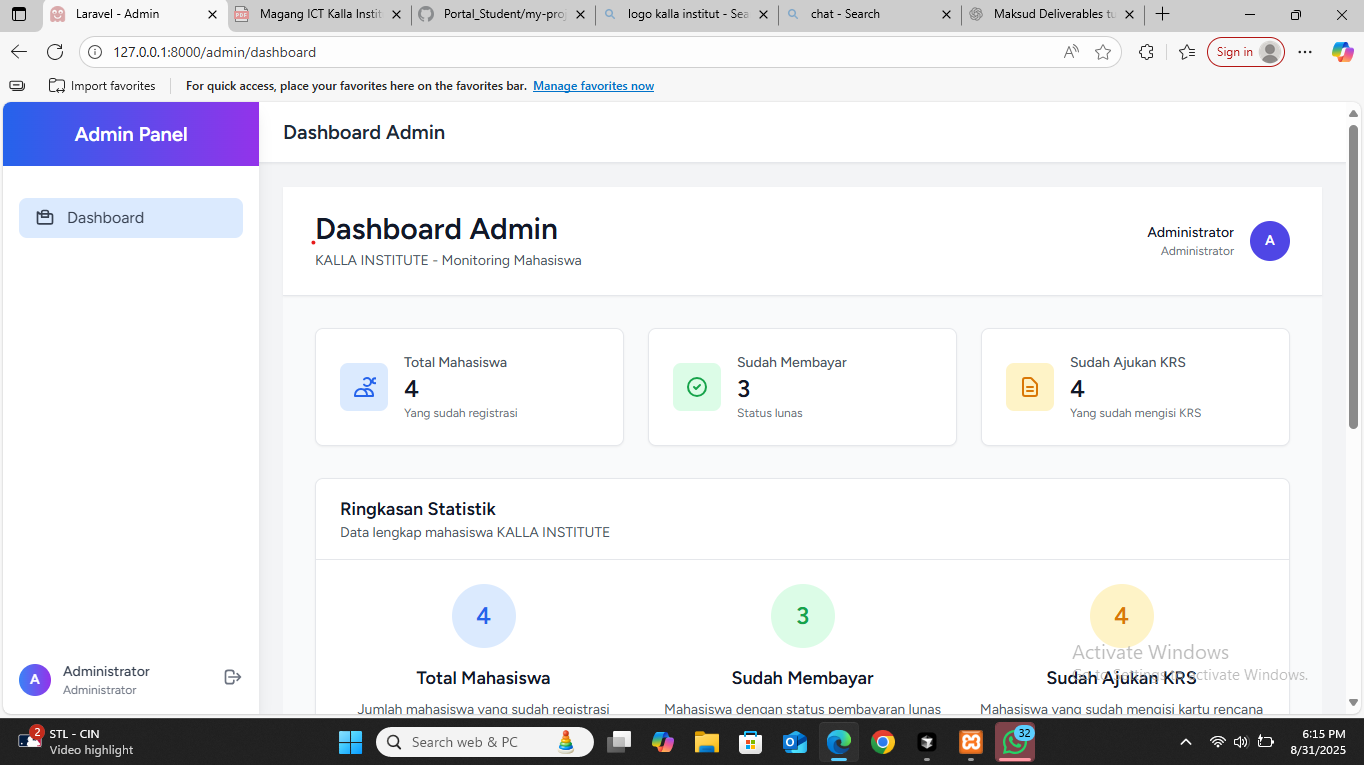 Laravel - Admin
Magang ICT Kalla Instit
Portal_Student/my-proj
logo kalla institut - Sea
chat - Search
Maksud Deliverables tu
127.0.0.1:8000/admin/dashboard
Sign in
Import favorites
For quick access, place your favorites here on the favorites bar. Manage favorites now
Admin Panel
Dashboard
Dashboard Admin
Dashboard Admin
KALLA INSTITUTE - Monitoring Mahasiswa
Administrator
Administrator
A
Total Mahasiswa
4
Yang sudah registrasi
Sudah Membayar
3
Status lunas
Sudah Ajukan KRS
4
Yang sudah mengisi KRS
Ringkasan Statistik
Data lengkap mahasiswa KALLA INSTITUTE
4
Total Mahasiswa
Jumlah mahasiswa yang sudah registrasi
3
Sudah Membayar
Mahasiswa dengan status pembayaran lunas
4
Sudah Ajukan KRS
Mahasiswa yang sudah mengisi kartu rencana
Activate Windows
Go to Settings to activate Windows.
A
Administrator
Administrator
2
STL - CIN
Video highlight
Search web & PC
32
6:15 PM
8/31/2025